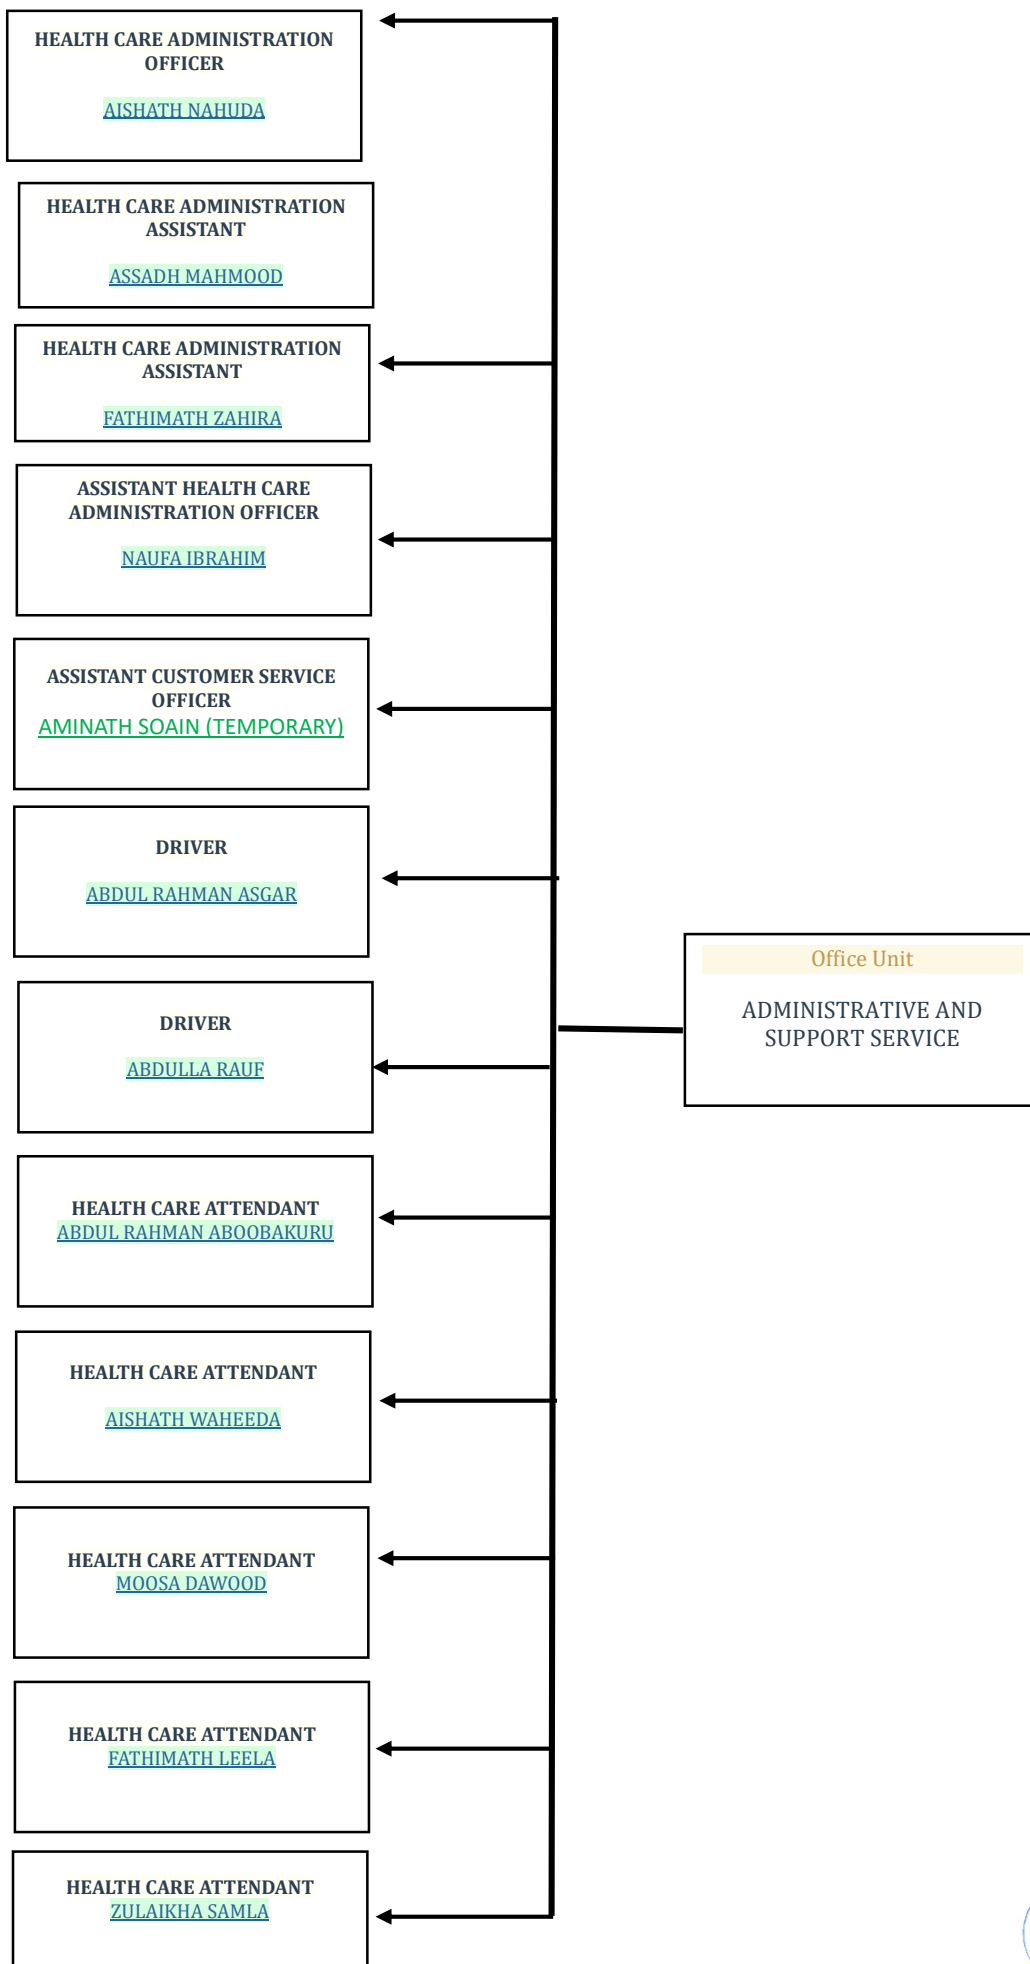 HEALTH CARE ADMINISTRATION
OFFICER
AISHATH NAHUDA
HEALTH CARE ADMINISTRATION
ASSISTANT
ASSADH MAHMOOD
HEALTH CARE ADMINISTRATION
ASSISTANT
FATHIMATH ZAHIRA
ASSISTANT HEALTH CARE
ADMINISTRATION OFFICER
NAUFA IBRAHIM
ASSISTANT CUSTOMER SERVICE
OFFICER
AMINATH SOAIN (TEMPORARY)
DRIVER
ABDUL RAHMAN ASGAR
DRIVER
ABDULLA RAUF
HEALTH CARE ATTENDANT
ABDUL RAHMAN ABOOBAKURU
HEALTH CARE ATTENDANT
AISHATH WAHEEDA
HEALTH CARE ATTENDANT
MOOSA DAWOOD
HEALTH CARE ATTENDANT
FATHIMATH LEELA
HEALTH CARE ATTENDANT
ZULAIKHA SAMLA
Office Unit
ADMINISTRATIVE AND
SUPPORT SERVICE